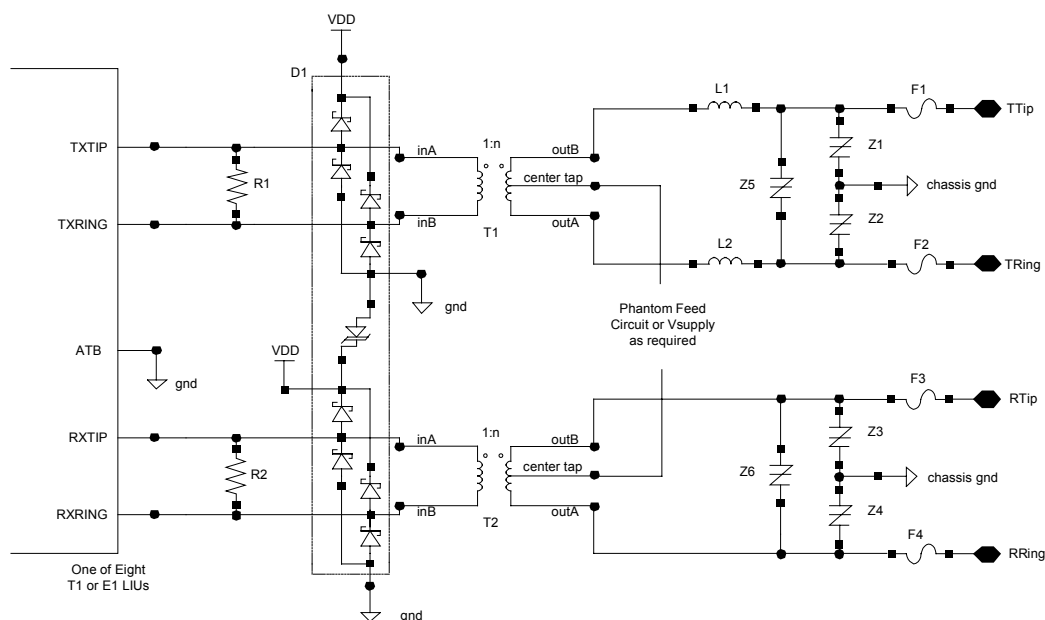 VDD
D1
L1
F1
TTip
TXTIP
inA
1:n
outB
Z1
R1
center tap
Z5
chassis gnd
TXRING
inB
outA
Z2
T1
L2
F2
TRing
gnd
Phantom Feed
Circuit or Vsupply
as required
ATB
gnd
VDD
F3
RTip
RXTIP
inA
1:n
outB
Z3
R2
center tap
Z6
chassis gnd
RXRING
inB
outA
Z4
T2
F4
RRing
One of Eight
T1 or E1 LIUs
gnd